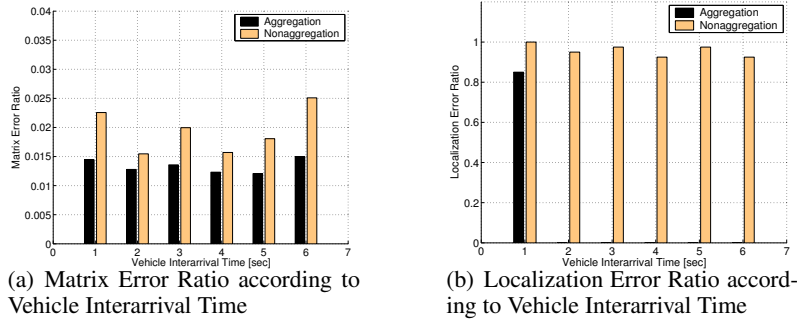 Aggregation
Nonaggregation
0.04
0.035
0.03
0.025
0.02
0.015
0.01
0.005
0
Matrix Error Ratio
0 1 2 3 4 5 6 7
Vehicle Interarrival Time [sec]
(a) Matrix Error Ratio according to
Vehicle Interarrival Time
Aggregation
Nonaggregation
1
0.8
0.6
0.4
0.2
0
Localization Error Ratio
0 1 2 3 4 5 6 7
Vehicle Interarrival Time [sec]
(b) Localization Error Ratio accord-
ing to Vehicle Interarrival Time